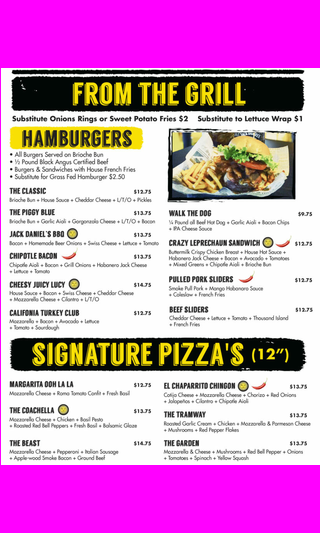 FROM THE GRILL
Substitute Onions Rings or Sweet Potato Fries $2 Substitute to Lettuce Wrap $1
HAMBURGERS
• All Burgers Served on Brioche Bun
• ½ Pound Black Angus Certified Beef
• Burgers & Sandwiches with House French Fries
• Substitute for Grass Fed Hamburger $2.50
THE CLASSIC $12.75
Brioche Bun + House Sauce + Cheddar Cheese + L/T/O + Pickles
THE PIGGY BLUE $13.75
Brioche Bun + Garlic Aioli + Gorgonzola Cheese + L/T/O + Bacon
JACK DANIEL'S BBQ $13.75
Bacon + Homemade Beer Onions + Swiss Cheese + Lettuce + Tomato
CHIPOTLE BACON $13.75
Chipotle Aioli + Bacon + Grill Onions + Habonero Jack Cheese
+ Lettuce + Tomato
CHEESY JUICY LUCY $14.75
House Sauce + Bacon + Swiss Cheese + Cheddar Cheese
+ Mozzarella Cheese + Cilantro + L/T/O
CALIFONIA TURKEY CLUB $12.75
Mozzarella + Bacon + Avocado + Lettuce
+ Tomato + Sourdough
WALK THE DOG $9.75
¼ Pound all Beef Hot Dog + Garlic Aioli + Bacon Chips
+ IPA Cheese Sauce
CRAZY LEPRECHAUN SANDWICH $12.75
Buttermilk Crispy Chicken Breast + House Hot Sauce +
Habonero Jack Cheese + Bacon + Avocado + Tomatoes
+ Mixed Greens + Chipotle Aioli + Brioche Bun
PULLED PORK SLIDERS $12.75
Smoke Pull Pork + Mango Habonero Sauce
+ Coleslaw + French Fries
BEEF SLIDERS $12.75
Cheddar Cheese + Lettuce + Tomato + Thousand Island
+ French Fries
SIGNATURE PIZZA'S (12")
MARGARITA OOH LA LA $12.75
Mozzarella Cheese + Roma Tomato Confit + Fresh Basil
THE COACHELLA $13.75
Mozzarella Cheese + Chicken + Basil Pesto
+ Roasted Red Bell Peppers + Fresh Basil + Balsamic Glaze
THE BEAST $14.75
Mozzarella Cheese + Pepperoni + Italian Sausage
+ Apple-wood Smoke Bacon + Ground Beef
EL CHAPARRITO CHINGON $13.75
Cotija Cheese + Mozzarella Cheese + Chorizo + Red Onions
+ Jalapeños + Cilantro + Chipotle Aioli
THE TRAMWAY $13.75
Roasted Garlic Cream + Chicken + Mozzarella & Parmesan Cheese
+ Mushrooms + Red Pepper Flakes
THE GARDEN $13.75
Mozzarella & Cheese + Mushrooms + Red Bell Pepper + Onions
+ Tomatoes + Spinach + Yellow Squash